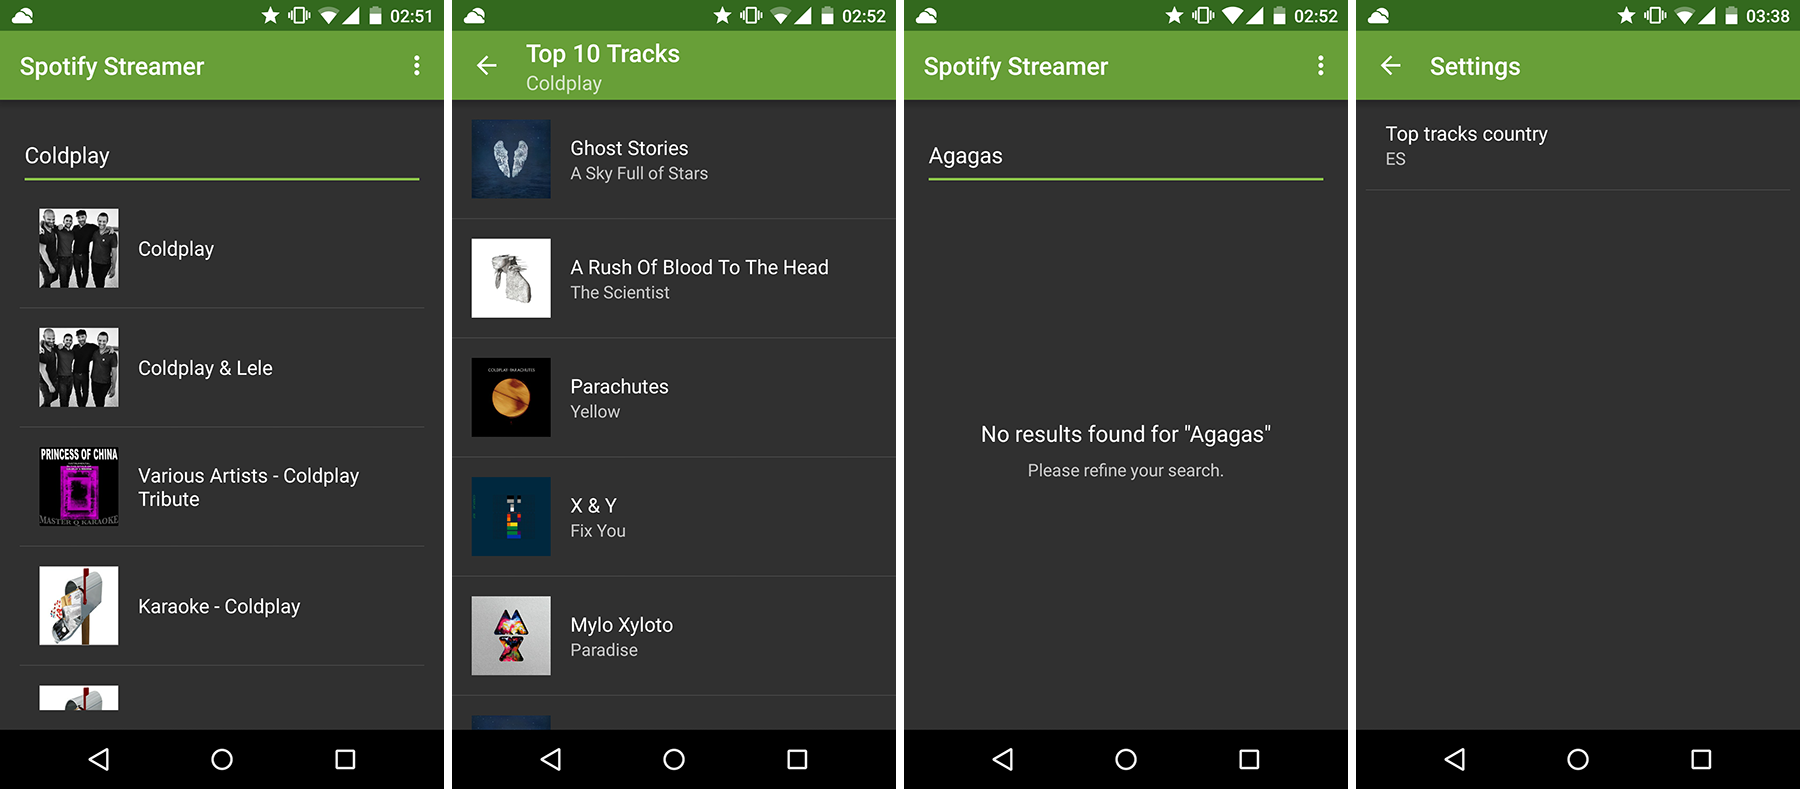 02:51
Spotify Streamer
Coldplay
Coldplay
Coldplay & Lele
PRINCESS OF CHINA
MASTER Q KARAOKE
Various Artists - Coldplay
Tribute
Karaoke - Coldplay
02:52
Top 10 Tracks
Coldplay
Ghost Stories
A Sky Full of Stars
A Rush Of Blood To The Head
The Scientist
COLDPLAY PARACHUTES
Parachutes
Yellow
X & Y
Fix You
Mylo Xyloto
Paradise
02:52
Spotify Streamer
Agagas
No results found for "Agagas"
Please refine your search.
03:38
Settings
Top tracks country
ES